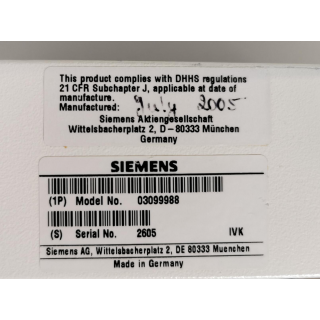 This product complies with DHHS regulations
21 CFR Subchapter J, applicable at date of
manufacture.
Manufactured: July 2005
Siemens Aktiengesellschaft
Wittelsbacherplatz 2, D – 80333 München
Germany
SIEMENS
(1P) Model No. 03099988
(S) Serial No. 2605 IVK
Siemens AG, Wittelsbacherplatz 2, DE 80333 Muenchen
Made in Germany